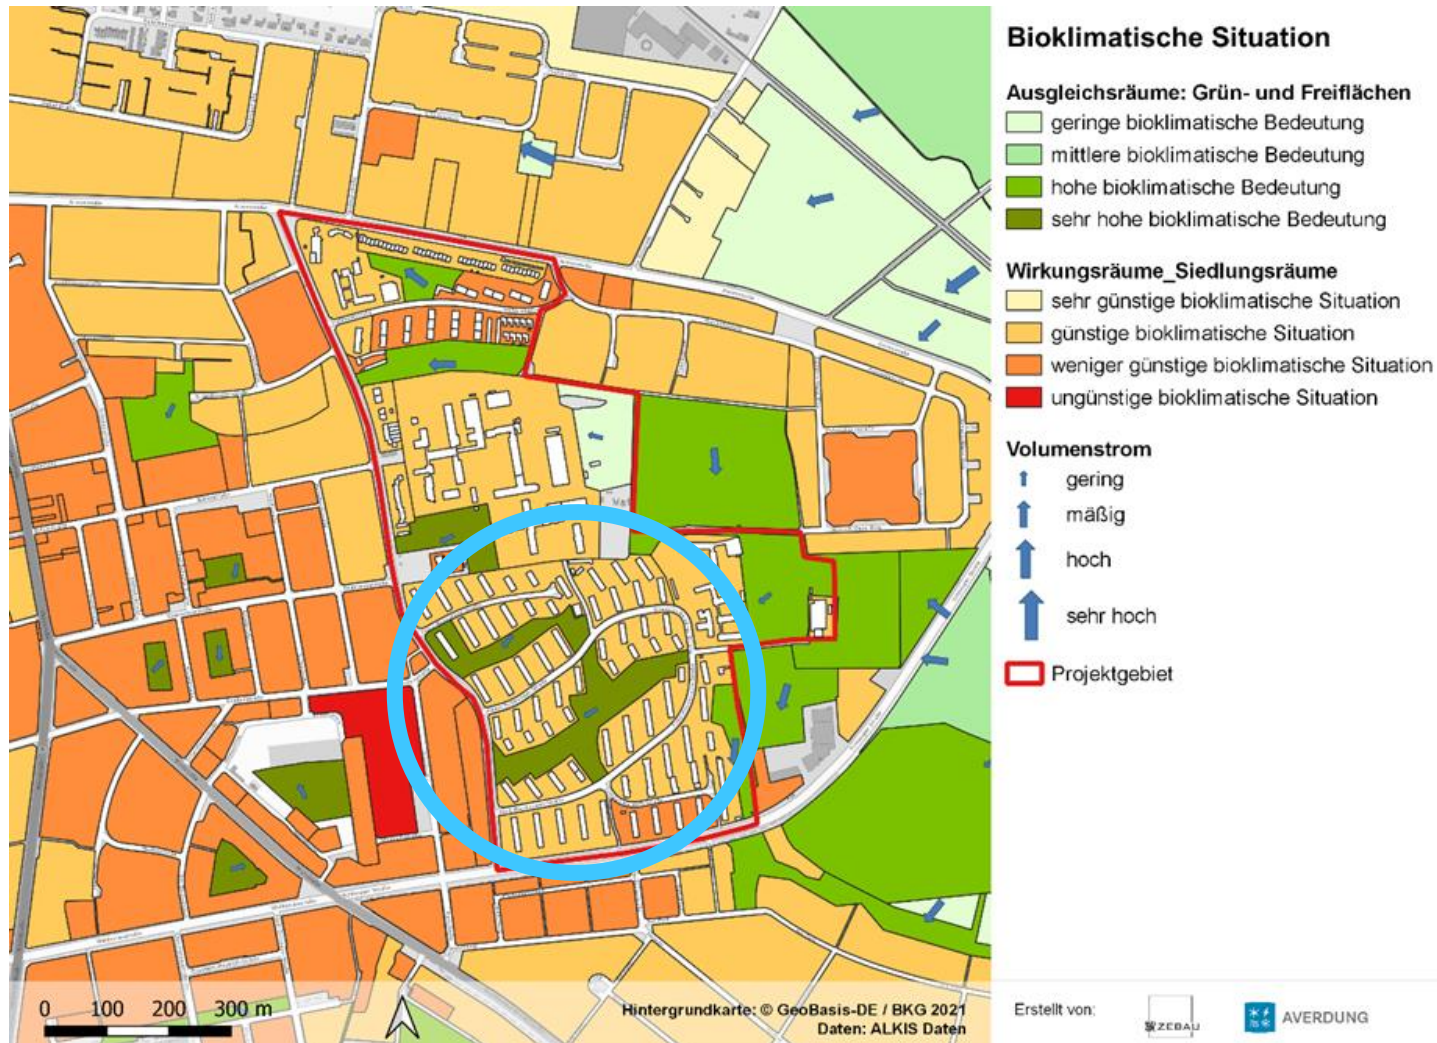 Bioklimatische Situation
Ausgleichsräume: Grün- und Freiflächen
geringe bioklimatische Bedeutung
mittlere bioklimatische Bedeutung
hohe bioklimatische Bedeutung
sehr hohe bioklimatische Bedeutung
Wirkungsräume_Siedlungsräume
sehr günstige bioklimatische Situation
günstige bioklimatische Situation
weniger günstige bioklimatische Situation
ungünstige bioklimatische Situation
Volumenstrom
gering
mäßig
hoch
sehr hoch
Projektgebiet
0 100 200 300 m
Hintergrundkarte: © GeoBasis-DE / BKG 2021
Daten: ALKIS Daten
Erstellt von:
ZEBAU
AVERDUNG